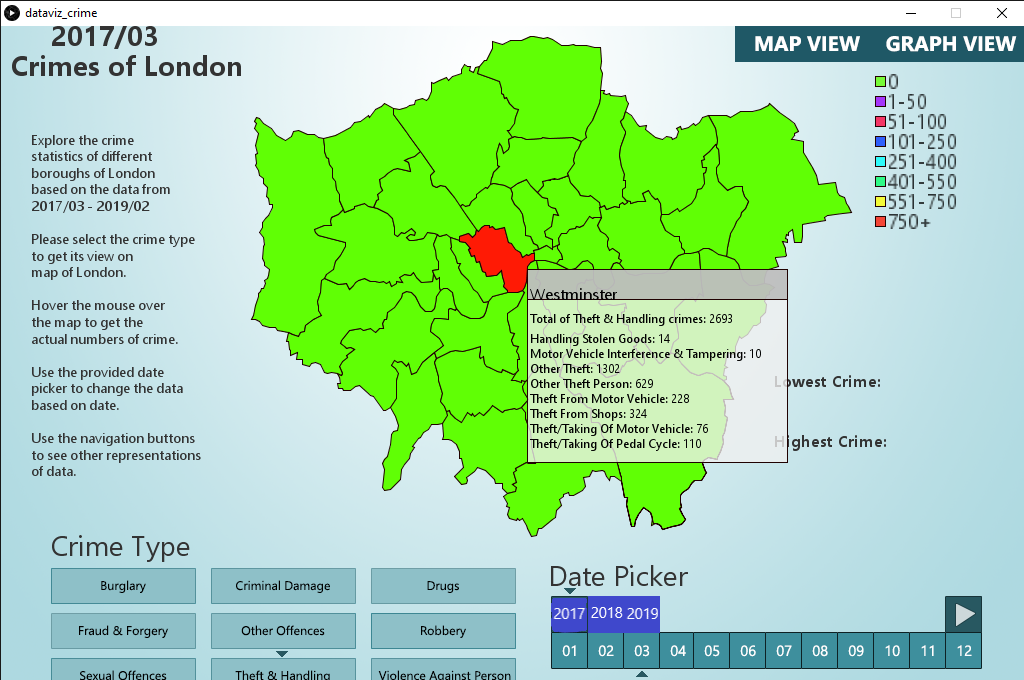 dataviz_crime
2017/03
Crimes of London
MAP VIEW
GRAPH VIEW
0
1-50
51-100
101-250
251-400
401-550
551-750
750+
Explore the crime
statistics of different
boroughs of London
based on the data from
2017/03 - 2019/02
Please select the crime type
to get its view on
map of London.
Hover the mouse over
the map to get the
actual numbers of crime.
Use the provided date
picker to change the data
based on date.
Use the navigation buttons
to see other representations
of data.
Westminster
Total of Theft & Handling crimes: 2693
Handling Stolen Goods: 14
Motor Vehicle Interference & Tampering: 10
Other Theft: 1302
Other Theft Person: 629
Theft From Motor Vehicle: 228
Theft From Shops: 324
Theft/Taking Of Motor Vehicle: 76
Theft/Taking Of Pedal Cycle: 110
Lowest Crime:
Highest Crime:
Crime Type
Burglary
Criminal Damage
Drugs
Fraud & Forgery
Other Offences
Robbery
Sexual Offences
Theft & Handling
Violence Against Person
Date Picker
2017 2018 2019
01 02 03 04 05 06 07 08 09 10 11 12